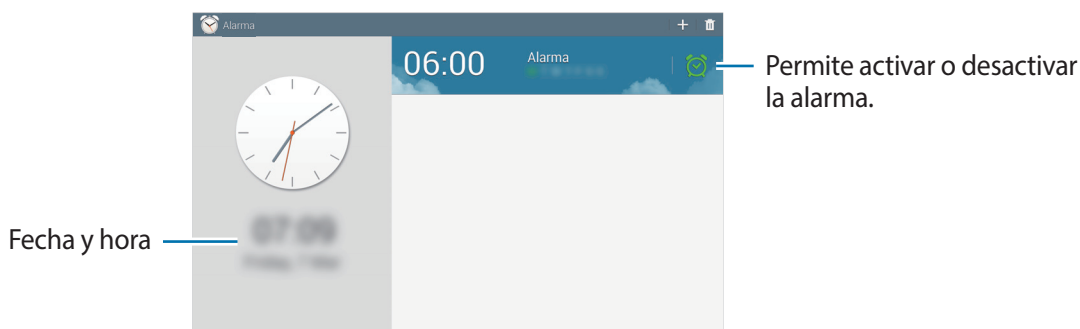 Alarma
06:00
Alarma
Permite activar o desactivar
la alarma.
Fecha y hora